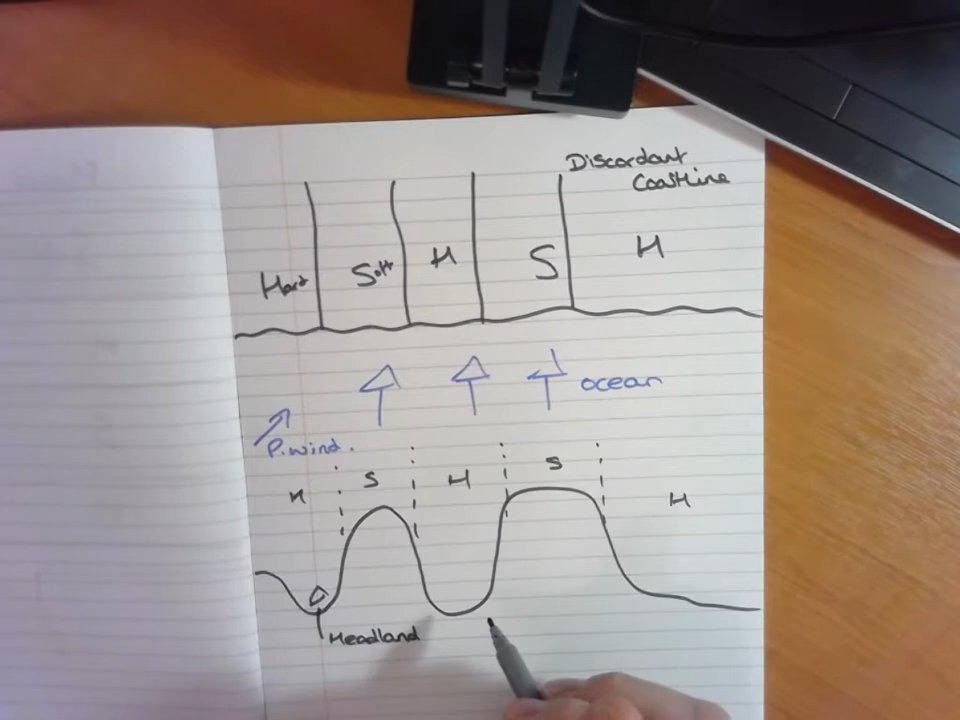 Discordant
Coastline
Hard Soft H S H
ocean
P.wind.
H S H S H
Headland